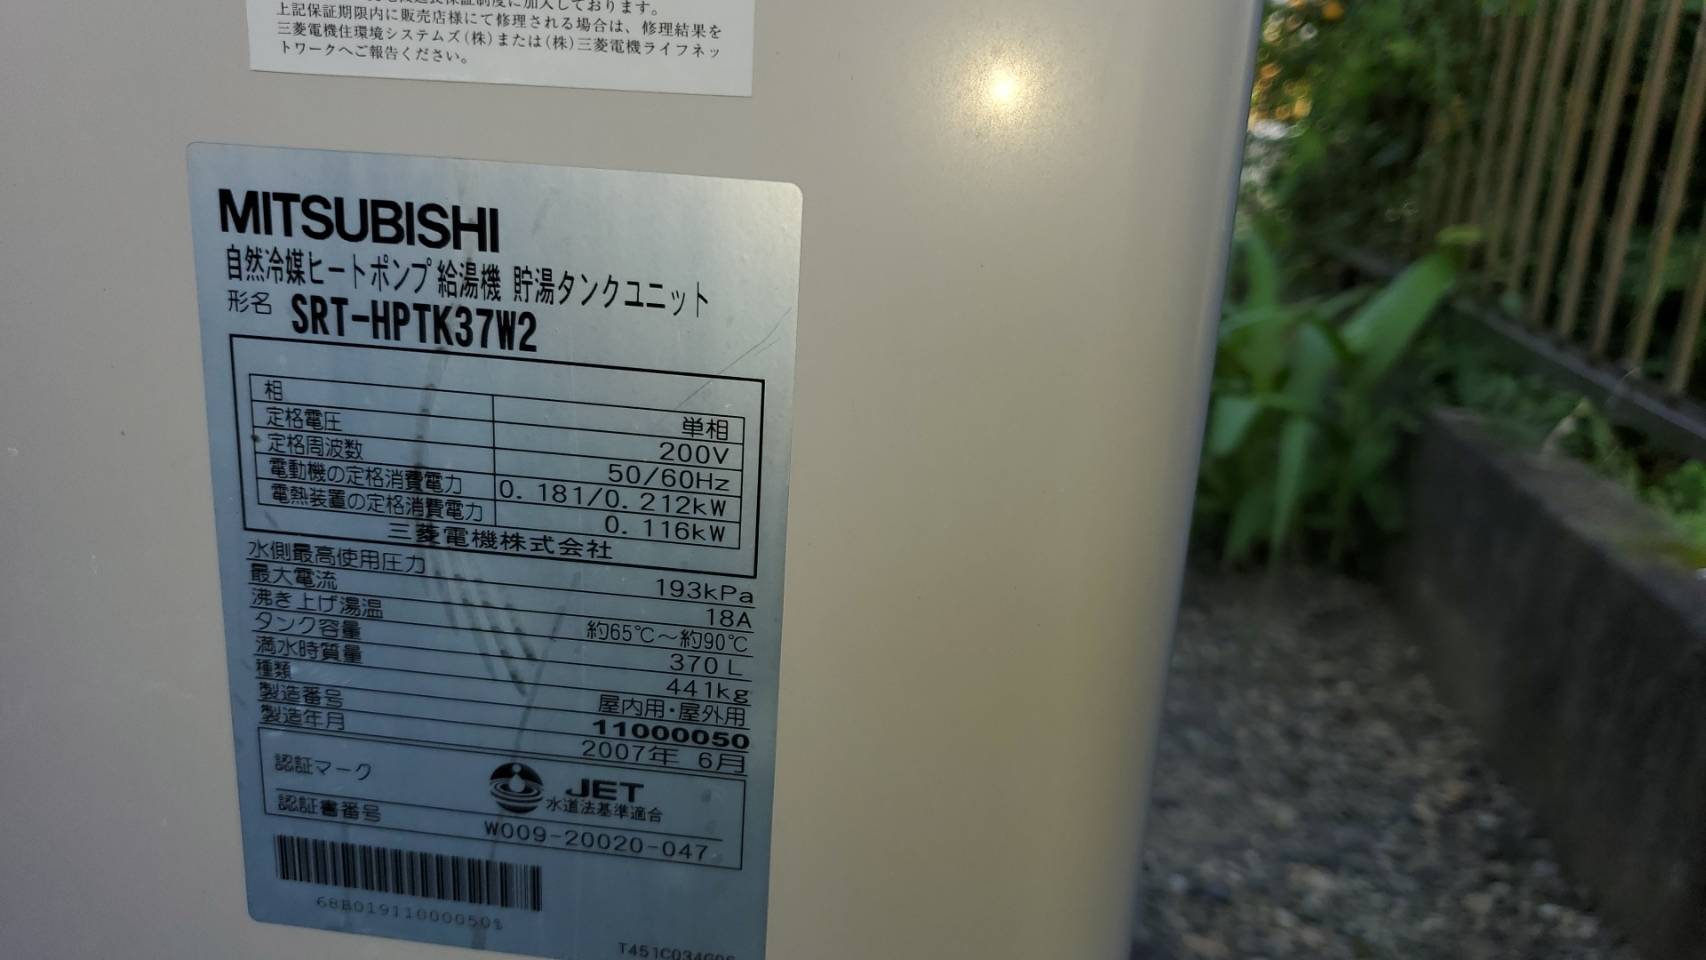 上記保証期限内に販売店様にて修理される場合は、修理結果を
三菱電機住環境システムズ(株)または(株)三菱電機ライフネッ
トワークへご報告ください。
MITSUBISHI
自然冷媒ヒートポンプ給湯機 貯湯タンクユニット
形名 SRT-HPTK37W2
相 単相
定格電圧 200V
定格周波数 50/60Hz
電動機の定格消費電力 0.181/0.212kW
電熱装置の定格消費電力 0.116kW
三菱電機株式会社
水側最高使用圧力 193kPa
最大電流 18A
沸き上げ湯温 約65℃～約90℃
タンク容量 370L
満水時質量 441kg
種類 屋内用・屋外用
製造番号 11000050
製造年月 2007年 6月
認証マーク JET
水道法基準適合
認証書番号 W009-20020-047